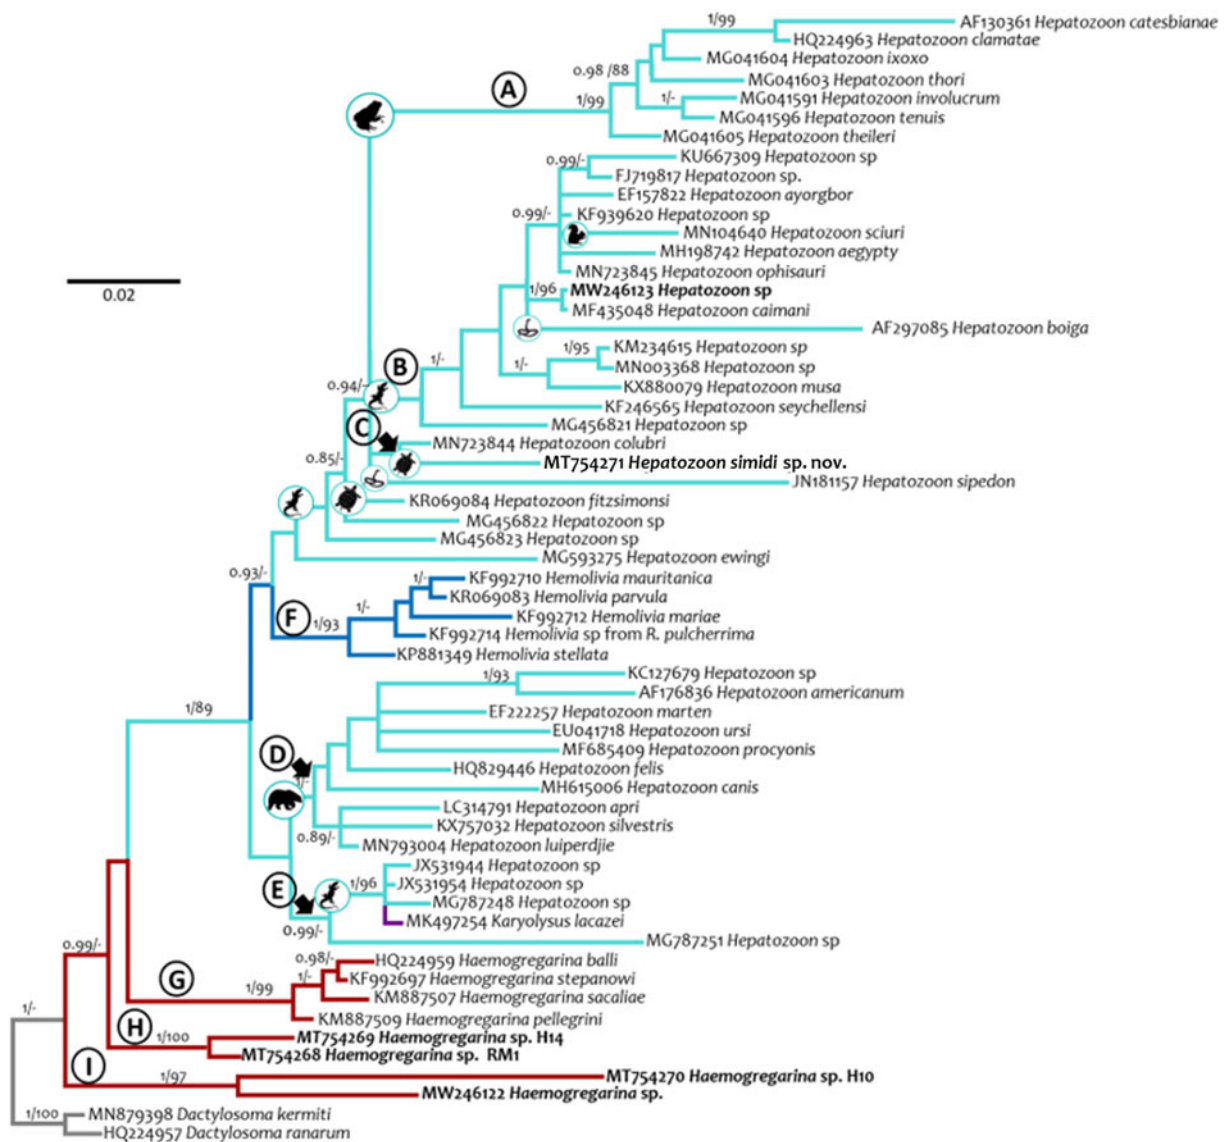 1/99
AF130361 Hepatozoon catesbianae
HQ224963 Hepatozoon clamatae
MG041604 Hepatozoon ixoxo
0.98 /88
MG041603 Hepatozoon thori
A
1/99
1/-
MG041591 Hepatozoon involucrum
MG041596 Hepatozoon tenuis
MG041605 Hepatozoon theileri
0.99/-
KU667309 Hepatozoon sp
FJ719817 Hepatozoon sp.
EF157822 Hepatozoon ayorgbor
0.99/-
KF939620 Hepatozoon sp
MN104640 Hepatozoon sciuri
MH198742 Hepatozoon aegypty
MN723845 Hepatozoon ophisauri
0.02
1/96
MW246123 Hepatozoon sp
MF435048 Hepatozoon caimani
AF297085 Hepatozoon boiga
1/95
KM234615 Hepatozoon sp
B
1/-
1/-
MN003368 Hepatozoon sp
0.94/-
KX880079 Hepatozoon musa
KF246565 Hepatozoon seychellensi
C
MG456821 Hepatozoon sp
MN723844 Hepatozoon colubri
0.85/-
MT754271 Hepatozoon simidi sp. nov.
JN181157 Hepatozoon sipedon
KR069084 Hepatozoon fitzsimonsi
MG456822 Hepatozoon sp
MG456823 Hepatozoon sp
MG593275 Hepatozoon ewingi
0.93/-
1/-
KF992710 Hemolivia mauritanica
KR069083 Hemolivia parvula
F
1/93
1/-
KF992712 Hemolivia mariae
KF992714 Hemolivia sp from R. pulcherrima
KP881349 Hemolivia stellata
1/93
KC127679 Hepatozoon sp
AF176836 Hepatozoon americanum
1/89
EF222257 Hepatozoon marten
EU041718 Hepatozoon ursi
D
MF685409 Hepatozoon procyonis
HQ829446 Hepatozoon felis
1/-
MH615006 Hepatozoon canis
LC314791 Hepatozoon apri
KX757032 Hepatozoon silvestris
0.89/-
MN793004 Hepatozoon luiperdjie
JX531944 Hepatozoon sp
E
1/96
JX531954 Hepatozoon sp
MG787248 Hepatozoon sp
MK497254 Karyolysus lacazei
0.99/-
MG787251 Hepatozoon sp
0.99/-
0.98/-
HQ224959 Haemogregarina balli
G
1/99
1/-
KF992697 Haemogregarina stepanowi
KM887507 Haemogregarina sacaliae
1/-
KM887509 Haemogregarina pellegrini
H
1/100
MT754269 Haemogregarina sp. H14
MT754268 Haemogregarina sp. RM1
I
1/97
MT754270 Haemogregarina sp. H10
MW246122 Haemogregarina sp.
1/100
MN879398 Dactylosoma kermiti
HQ224957 Dactylosoma ranarum